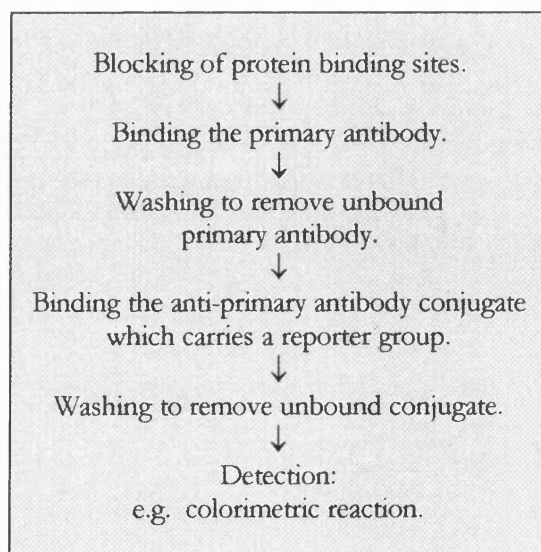 Blocking of protein binding sites.
↓
Binding the primary antibody.
↓
Washing to remove unbound
primary antibody.
↓
Binding the anti-primary antibody conjugate
which carries a reporter group.
↓
Washing to remove unbound conjugate.
↓
Detection:
e.g. colorimetric reaction.